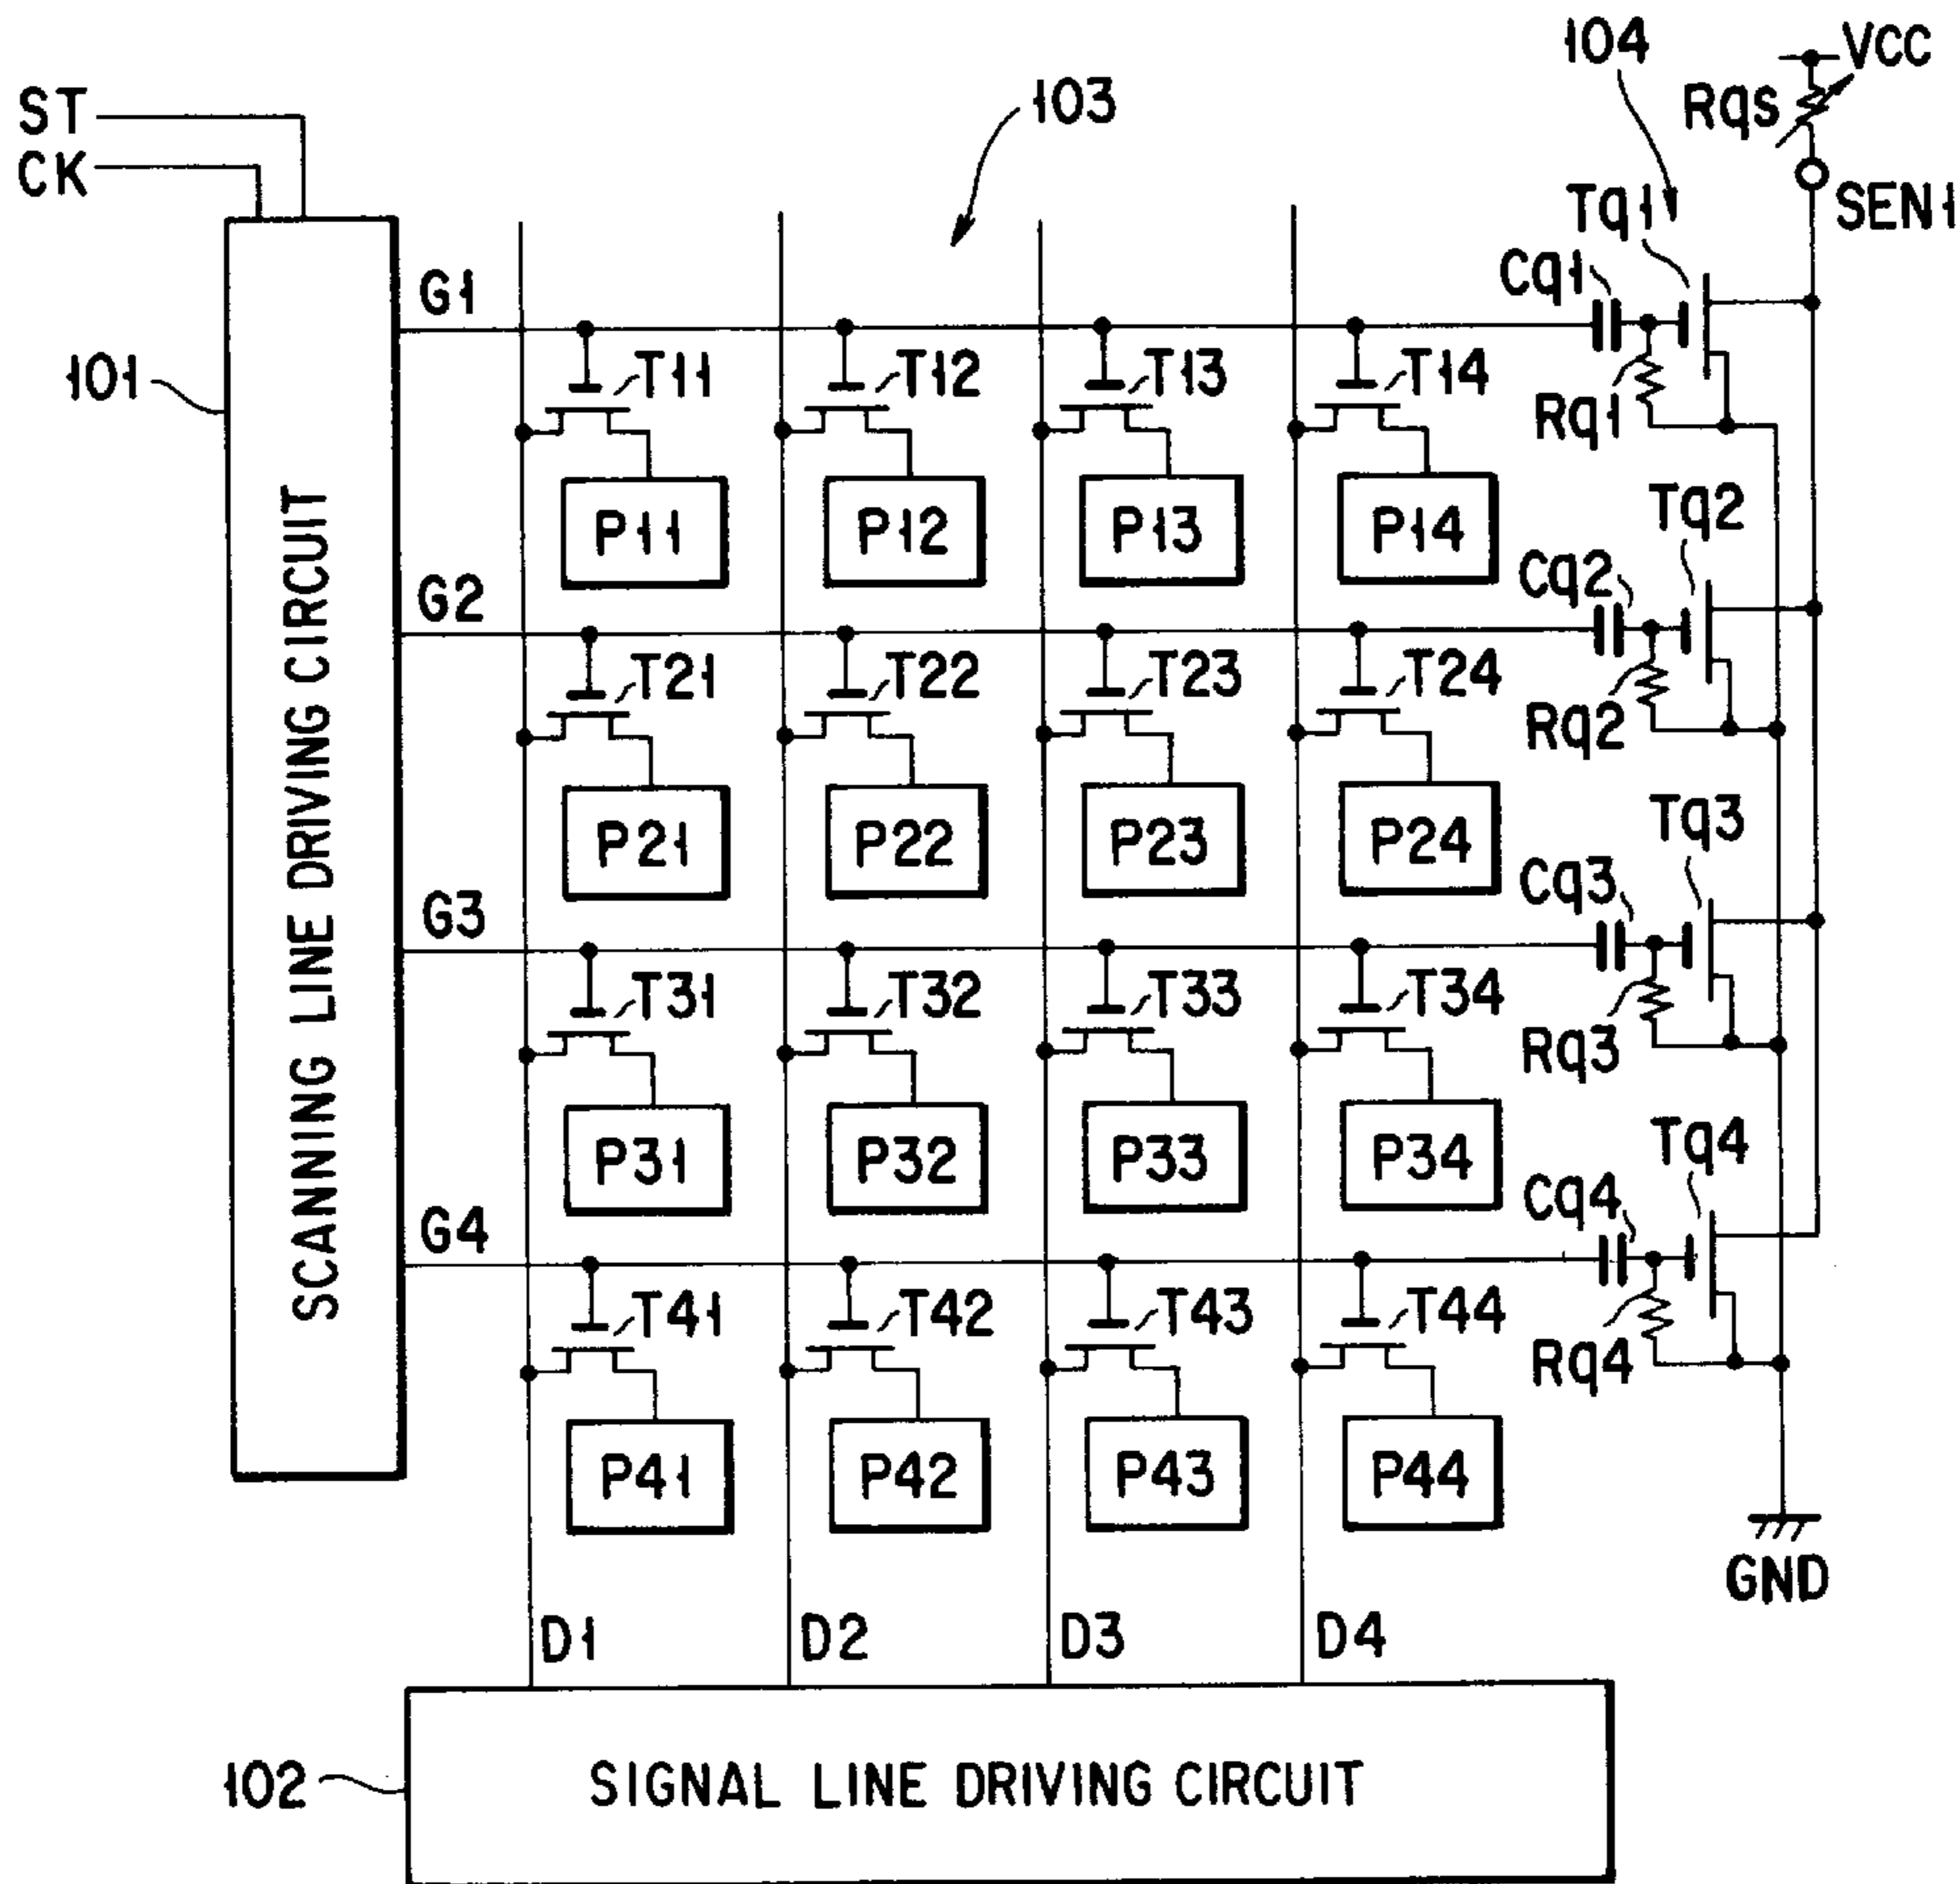 104
VCC
103
Rqs
ST
CK
Tq1
SEN1
Cq1
G1
101
T11
T12
T13
T14
Rq1
P11
P12
P13
P14
Tq2
Cq2
G2
T21
T22
T23
T24
Rq2
P21
P22
P23
P24
Tq3
Cq3
G3
T31
T32
T33
T34
Rq3
P31
P32
P33
P34
Tq4
Cq4
G4
T41
T42
T43
T44
Rq4
P41
P42
P43
P44
SCANNING LINE DRIVING CIRCUIT
GND
D1
D2
D3
D4
102
SIGNAL LINE DRIVING CIRCUIT